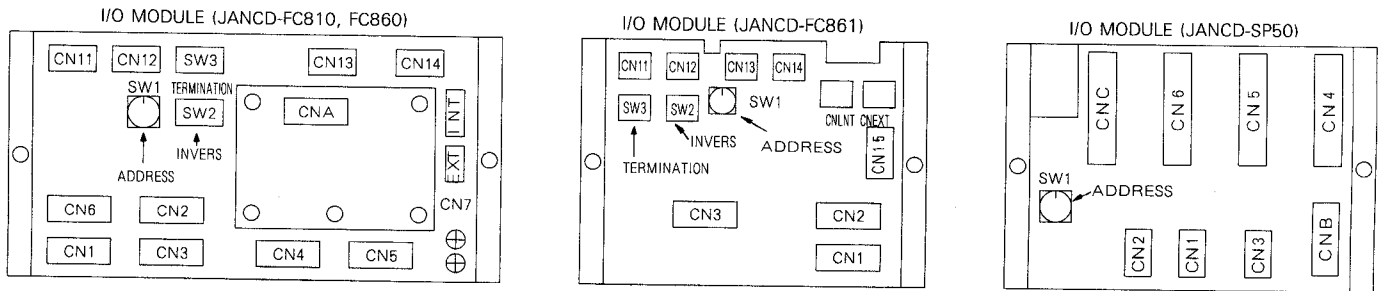 I/O MODULE (JANCD-FC810, FC860)
CN11 CN12 SW3 CN13 CN14
SW1 TERMINATION
SW2
CNA
INT
INVERS
EXT
ADDRESS
CN6 CN2
CN7
CN1 CN3 CN4 CN5
I/O MODULE (JANCD-FC861)
CN11 CN12 CN13 CN14
SW3 SW2 SW1
CNLNT CNEXT
INVERS ADDRESS
CN15
TERMINATION
CN3 CN2
CN1
I/O MODULE (JANCD-SP50)
CNC CN6 CN5 CN4
SW1
ADDRESS
CN2 CN1 CN3 CNB